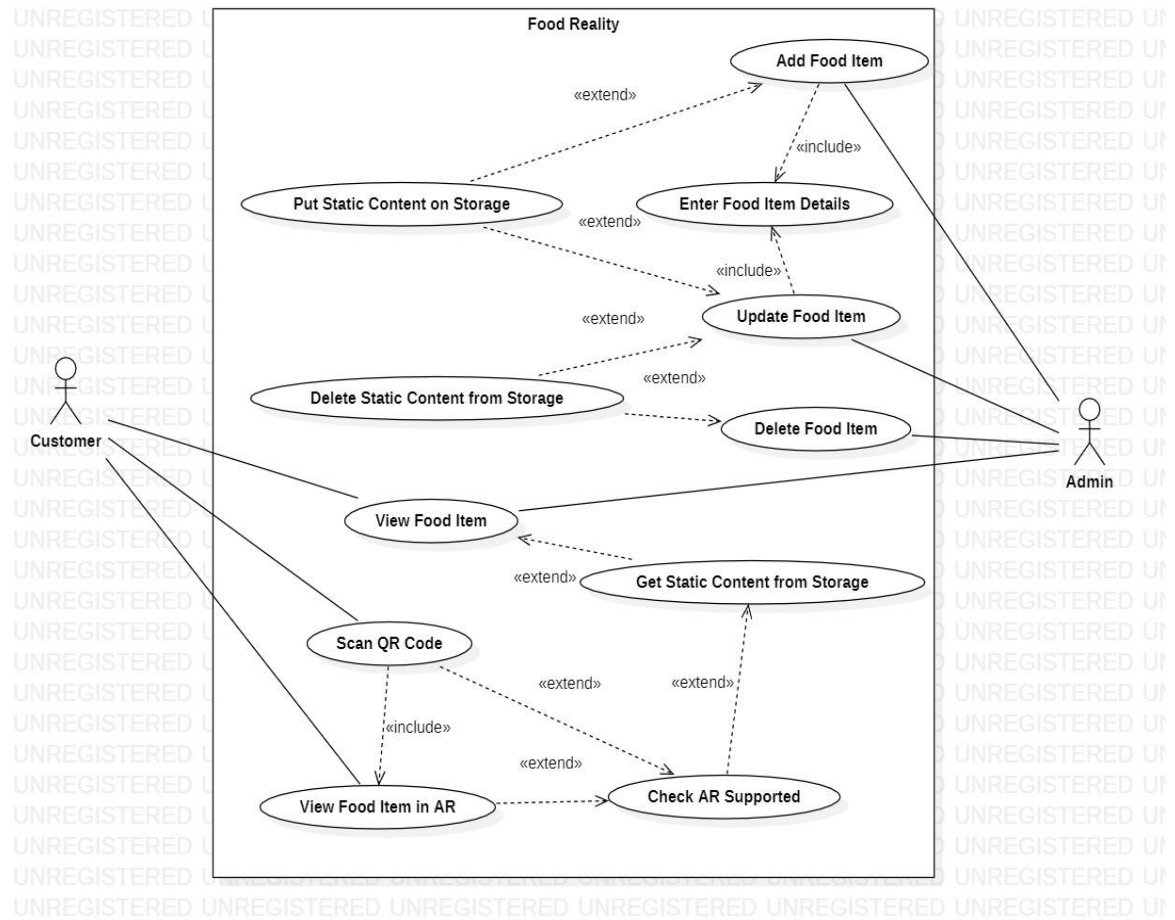 Food Reality
Add Food Item
«extend»
«include»
Put Static Content on Storage
Enter Food Item Details
«extend»
«include»
Update Food Item
«extend»
«extend»
Delete Static Content from Storage
Delete Food Item
Customer
Admin
View Food Item
«extend»
Get Static Content from Storage
Scan QR Code
«extend»
«extend»
«include»
«extend»
View Food Item in AR
Check AR Supported
UNREGISTERED